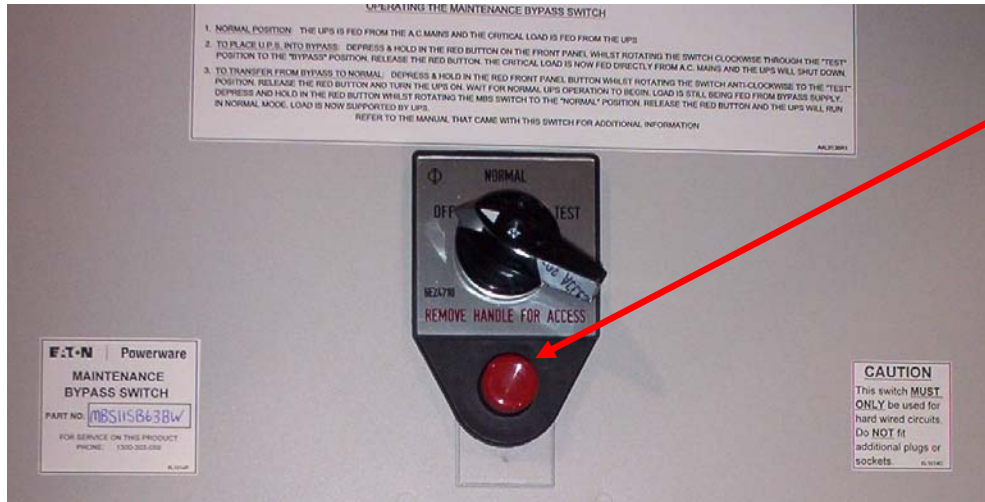 OPERATING THE MAINTENANCE BYPASS SWITCH
1. NORMAL POSITION: THE UPS IS FED FROM THE A.C.MAINS AND THE CRITICAL LOAD IS FED FROM THE UPS
2. TO PLACE U.P.S. INTO BYPASS: DEPRESS & HOLD IN THE RED BUTTON ON THE FRONT PANEL WHILST ROTATING THE SWITCH CLOCKWISE THROUGH THE "TEST"
POSITION TO THE "BYPASS" POSITION, RELEASE THE RED BUTTON. THE CRITICAL LOAD IS NOW FED DIRECTLY FROM A.C. MAINS AND THE UPS WILL SHUT DOWN.
3. TO TRANSFER FROM BYPASS TO NORMAL: DEPRESS & HOLD IN THE RED FRONT PANEL BUTTON WHILST ROTATING THE SWITCH ANTI-CLOCKWISE TO THE "TEST"
POSITION. RELEASE THE RED BUTTON AND TURN THE UPS ON. WAIT FOR NORMAL UPS OPERATION TO BEGIN, LOAD IS STILL BEING FED FROM BYPASS SUPPLY.
DEPRESS AND HOLD IN THE RED BUTTON WHILST ROTATING THE MBS SWITCH TO THE "NORMAL" POSITION. RELEASE THE RED BUTTON AND THE UPS WILL RUN
IN NORMAL MODE. LOAD IS NOW SUPPORTED BY UPS.
REFER TO THE MANUAL THAT CAME WITH THIS SWITCH FOR ADDITIONAL INFORMATION
NORMAL
OFF TEST
REMOVE HANDLE FOR ACCESS
EATON Powerware
MAINTENANCE
BYPASS SWITCH
PART NO: MBS115B63BW
FOR SERVICE ON THIS PRODUCT
PHONE:
CAUTION
This switch MUST
ONLY be used for
hard wired circuits.
Do NOT fit
additional plugs or
sockets.